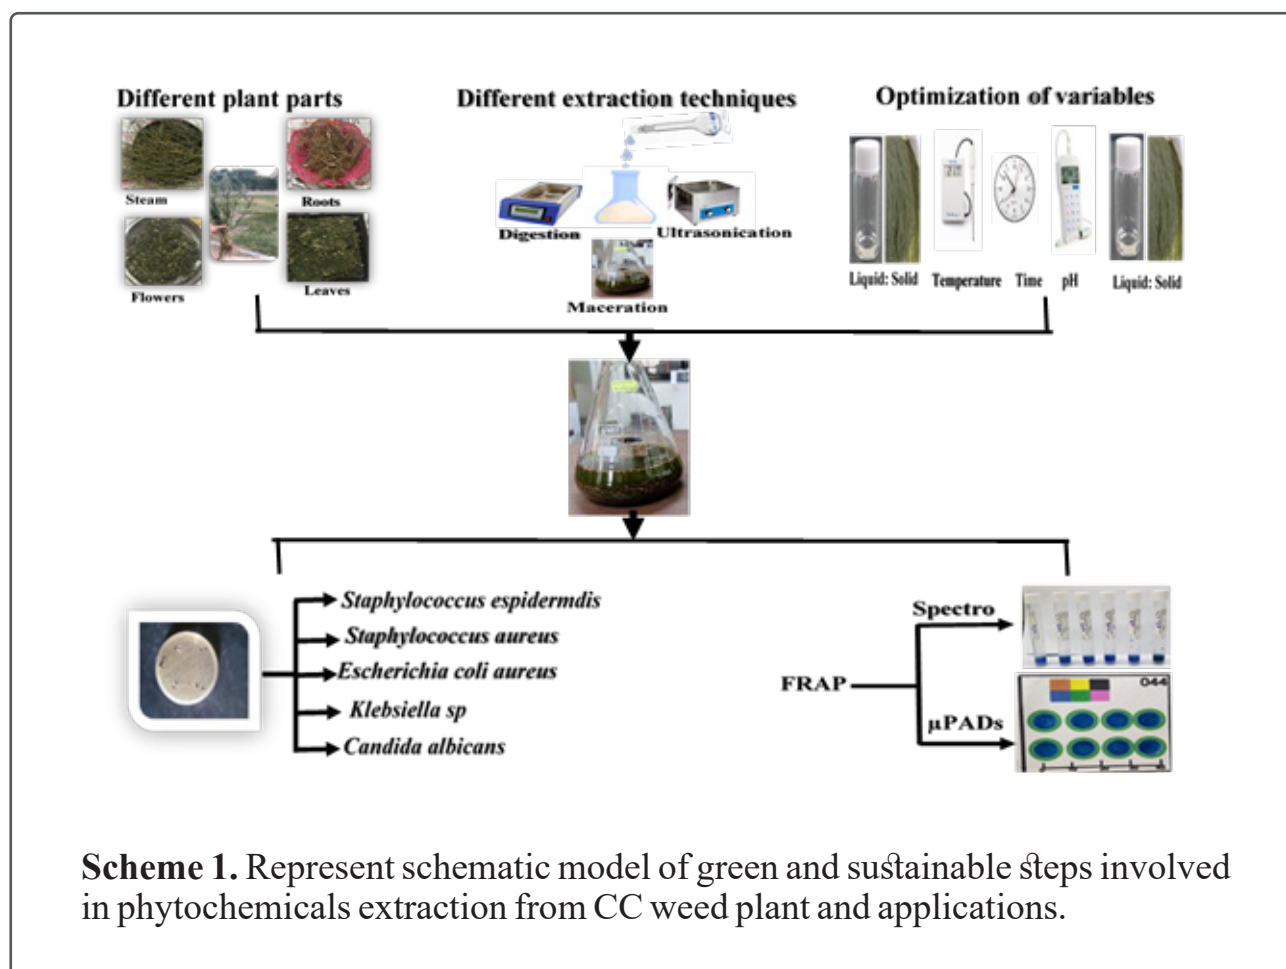 Different plant parts
Different extraction techniques
Optimization of variables
Steam
Roots
Flowers
Leaves
Digestion
Ultrasonication
Maceration
Liquid: Solid
Temperature
Time
pH
Liquid: Solid
Staphylococcus espidermdis
Staphylococcus aureus
Escherichia coli aureus
Klebsiella sp
Candida albicans
FRAP
Spectro
µPADs
044
Scheme 1. Represent schematic model of green and sustainable steps involved
in phytochemicals extraction from CC weed plant and applications.